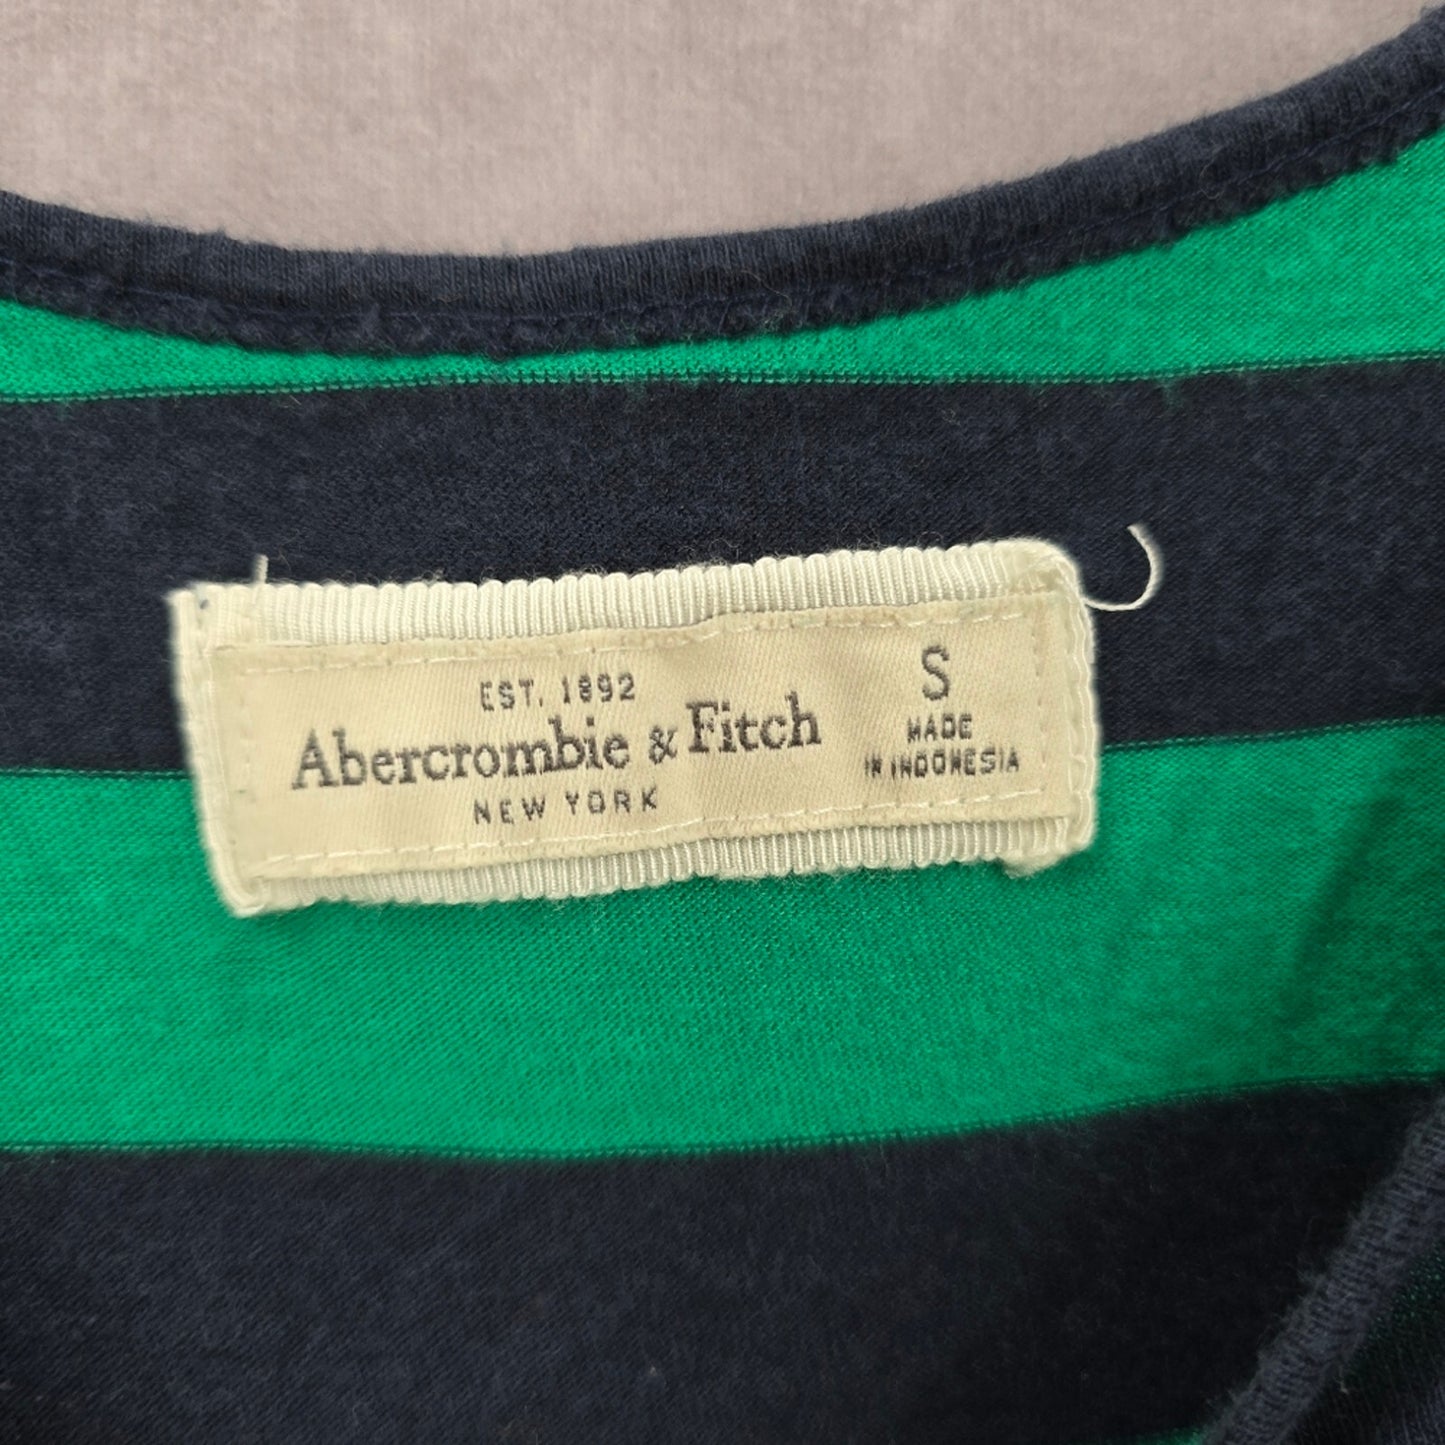 EST. 1892
Abercrombie & Fitch
NEW YORK
S
MADE
IN INDONESIA